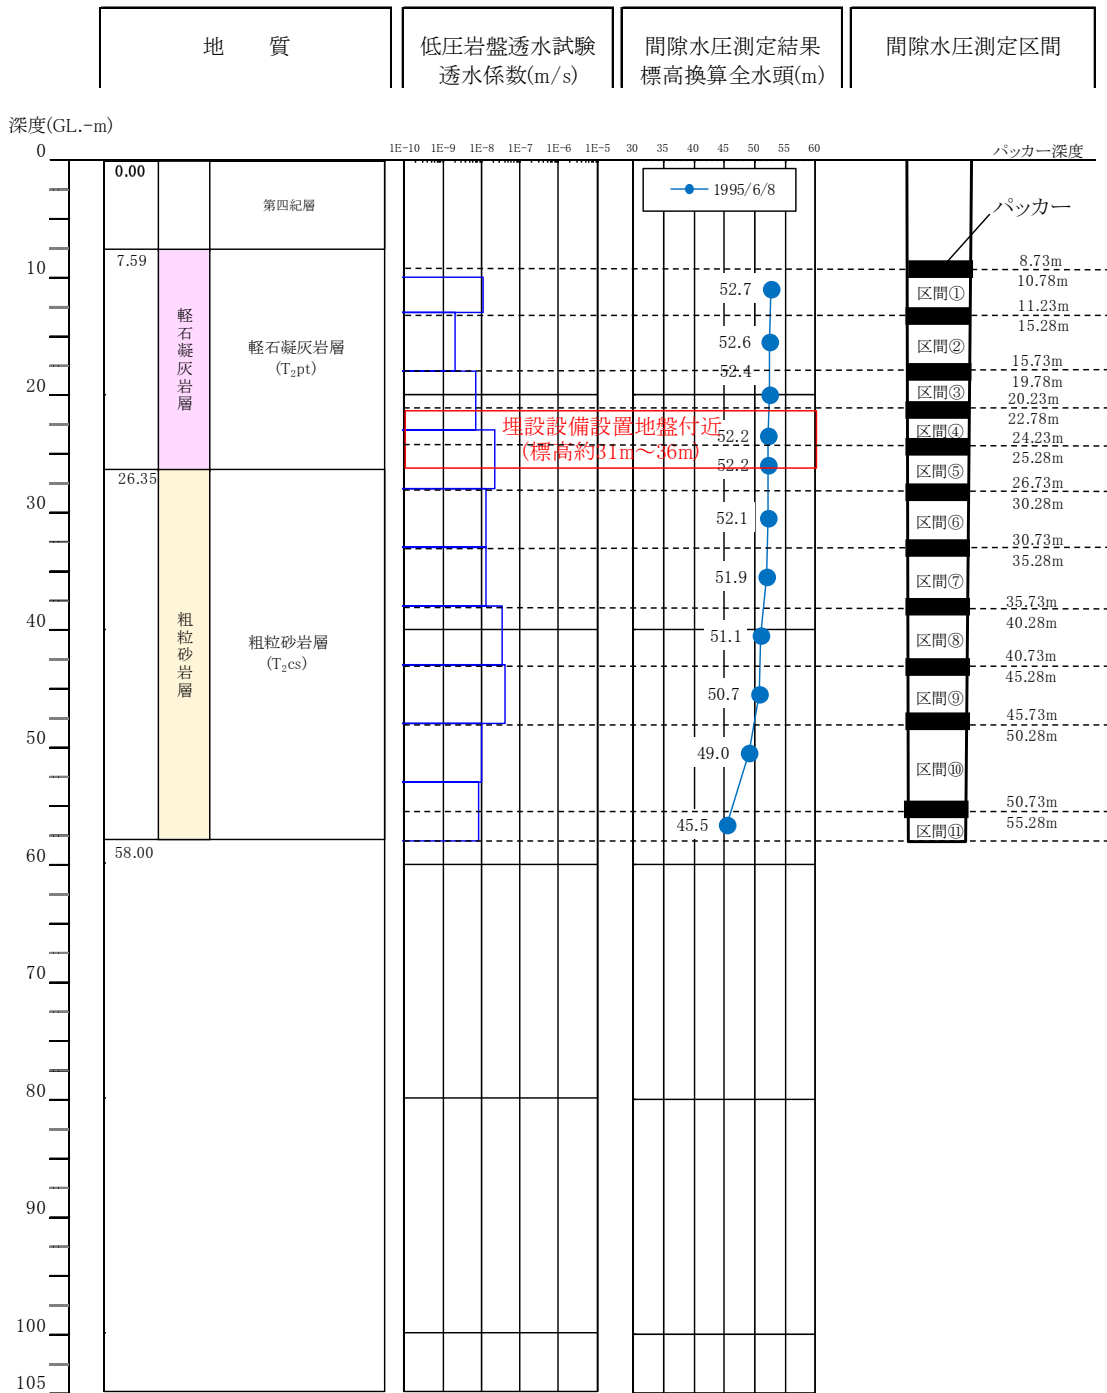 地　質
低圧岩盤透水試験
透水係数(m/s)
間隙水圧測定結果
標高換算全水頭(m)
間隙水圧測定区間
深度(GL.-m)
0
10
20
30
40
50
60
70
80
90
100
105
0.00
第四紀層
7.59
軽石凝灰岩層
軽石凝灰岩層
(T₂pt)
26.35
粗粒砂岩層
粗粒砂岩層
(T₂cs)
58.00
1E-10 1E-9 1E-8 1E-7 1E-6 1E-5
30 35 40 45 50 55 60
1995/6/8
52.7
52.6
52.4
埋設設備設置地盤付近
(標高約31m～36m)
52.2
52.2
52.1
51.9
51.1
50.7
49.0
45.5
パッカー深度
パッカー
8.73m
区間①
10.78m
11.23m
区間②
15.28m
15.73m
区間③
19.78m
20.23m
区間④
22.78m
24.23m
区間⑤
25.28m
26.73m
区間⑥
30.28m
30.73m
区間⑦
35.28m
35.73m
区間⑧
40.28m
40.73m
区間⑨
45.28m
45.73m
区間⑩
50.28m
50.73m
区間⑪
55.28m